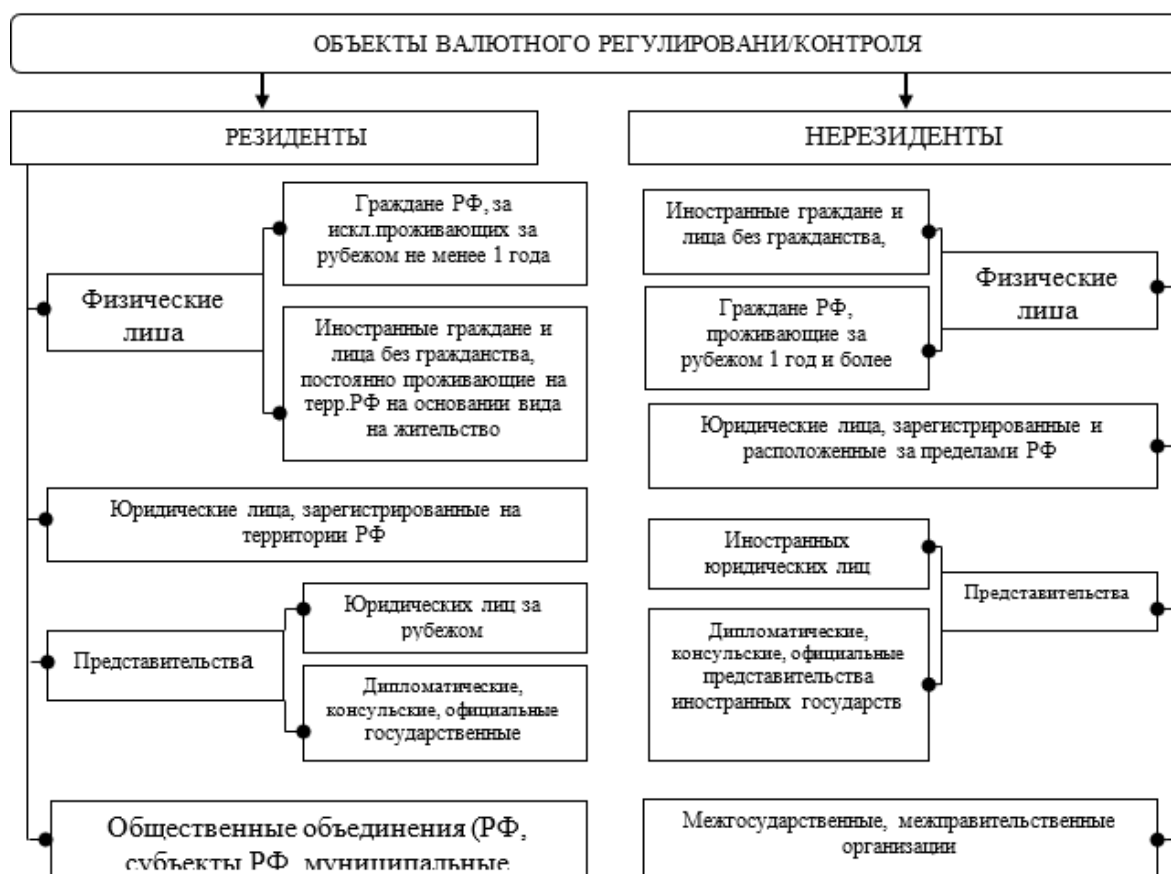 ОБЪЕКТЫ ВАЛЮТНОГО РЕГУЛИРОВАНИ/КОНТРОЛЯ
РЕЗИДЕНТЫ
Граждане РФ, за
искл.проживающих за
рубежом не менее 1 года
Физические
лица
Иностранные граждане и
лица без гражданства,
постоянно проживающие на
терр.РФ на основании вида
на жительство
Юридические лица, зарегистрированные на
территории РФ
Юридических лиц за
рубежом
Представительства
Дипломатические,
консульские, официальные
государственные
Общественные объединения (РФ,
субъекты РФ, муниципальные
НЕРЕЗИДЕНТЫ
Иностранные граждане и
лица без гражданства,
Физические
лица
Граждане РФ,
проживающие за
рубежом 1 год и более
Юридические лица, зарегистрированные и
расположенные за пределами РФ
Иностранных
юридических лиц
Представительства
Дипломатические,
консульские, официальные
представительства
иностранных государств
Межгосударственные, межправительственные
организации